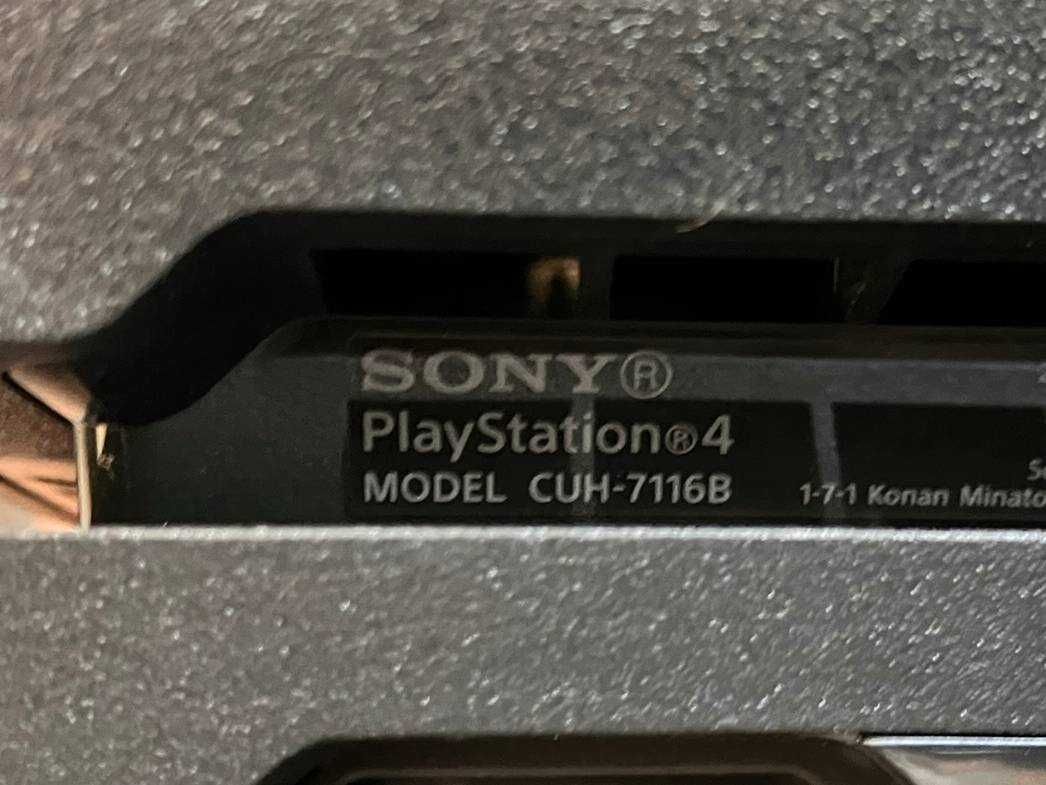 SONY®
PlayStation®4
MODEL CUH-7116B
1-7-1 Konan Minato